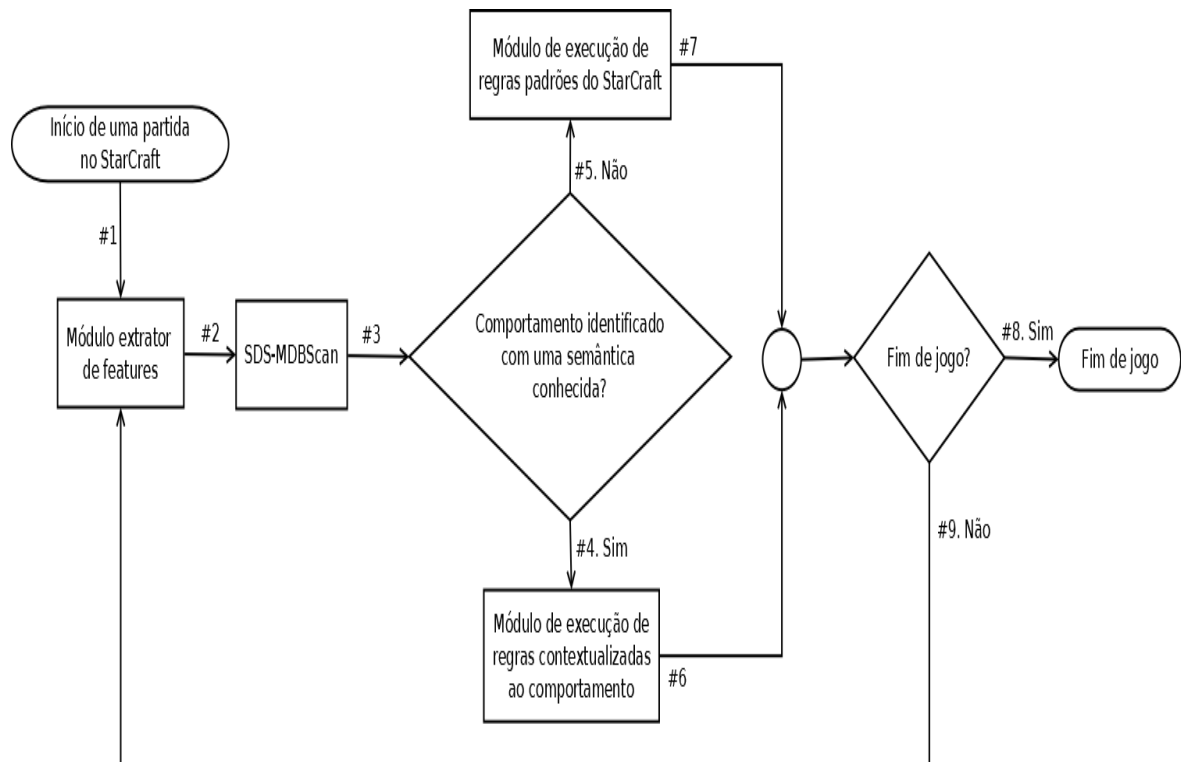 Módulo de execução de
regras padrões do StarCraft
#7
Início de uma partida
no StarCraft
#5. Não
#1
Módulo extrator
de features
#2
SDS-MDBScan
#3
Comportamento identificado
com uma semântica
conhecida?
Fim de jogo?
#8. Sim
Fim de jogo
#4. Sim
#9. Não
Módulo de execução de
regras contextualizadas
ao comportamento
#6